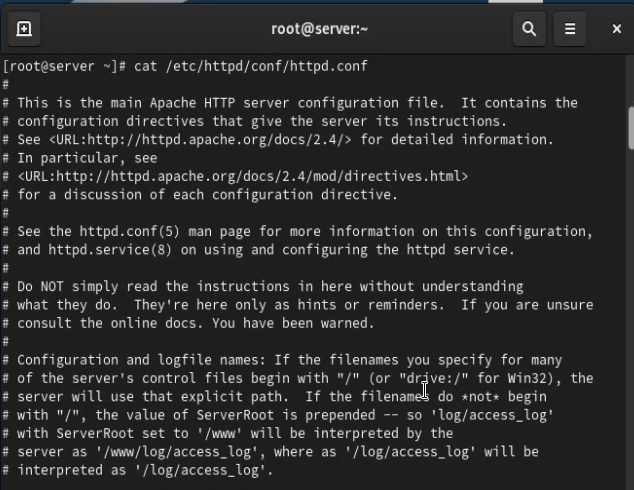 root@server:~
[root@server ~]# cat /etc/httpd/conf/httpd.conf
#
# This is the main Apache HTTP server configuration file.  It contains the
# configuration directives that give the server its instructions.
# See <URL:http://httpd.apache.org/docs/2.4/> for detailed information.
# In particular, see
# <URL:http://httpd.apache.org/docs/2.4/mod/directives.html>
# for a discussion of each configuration directive.
#
# See the httpd.conf(5) man page for more information on this configuration,
# and httpd.service(8) on using and configuring the httpd service.
#
# Do NOT simply read the instructions in here without understanding
# what they do.  They're here only as hints or reminders.  If you are unsure
# consult the online docs. You have been warned.
#
# Configuration and logfile names: If the filenames you specify for many
# of the server's control files begin with "/" (or "drive:/" for Win32), the
# server will use that explicit path.  If the filenames do *not* begin
# with "/", the value of ServerRoot is prepended -- so 'log/access_log'
# with ServerRoot set to '/www' will be interpreted by the
# server as '/www/log/access_log', where as '/log/access_log' will be
# interpreted as '/log/access_log'.